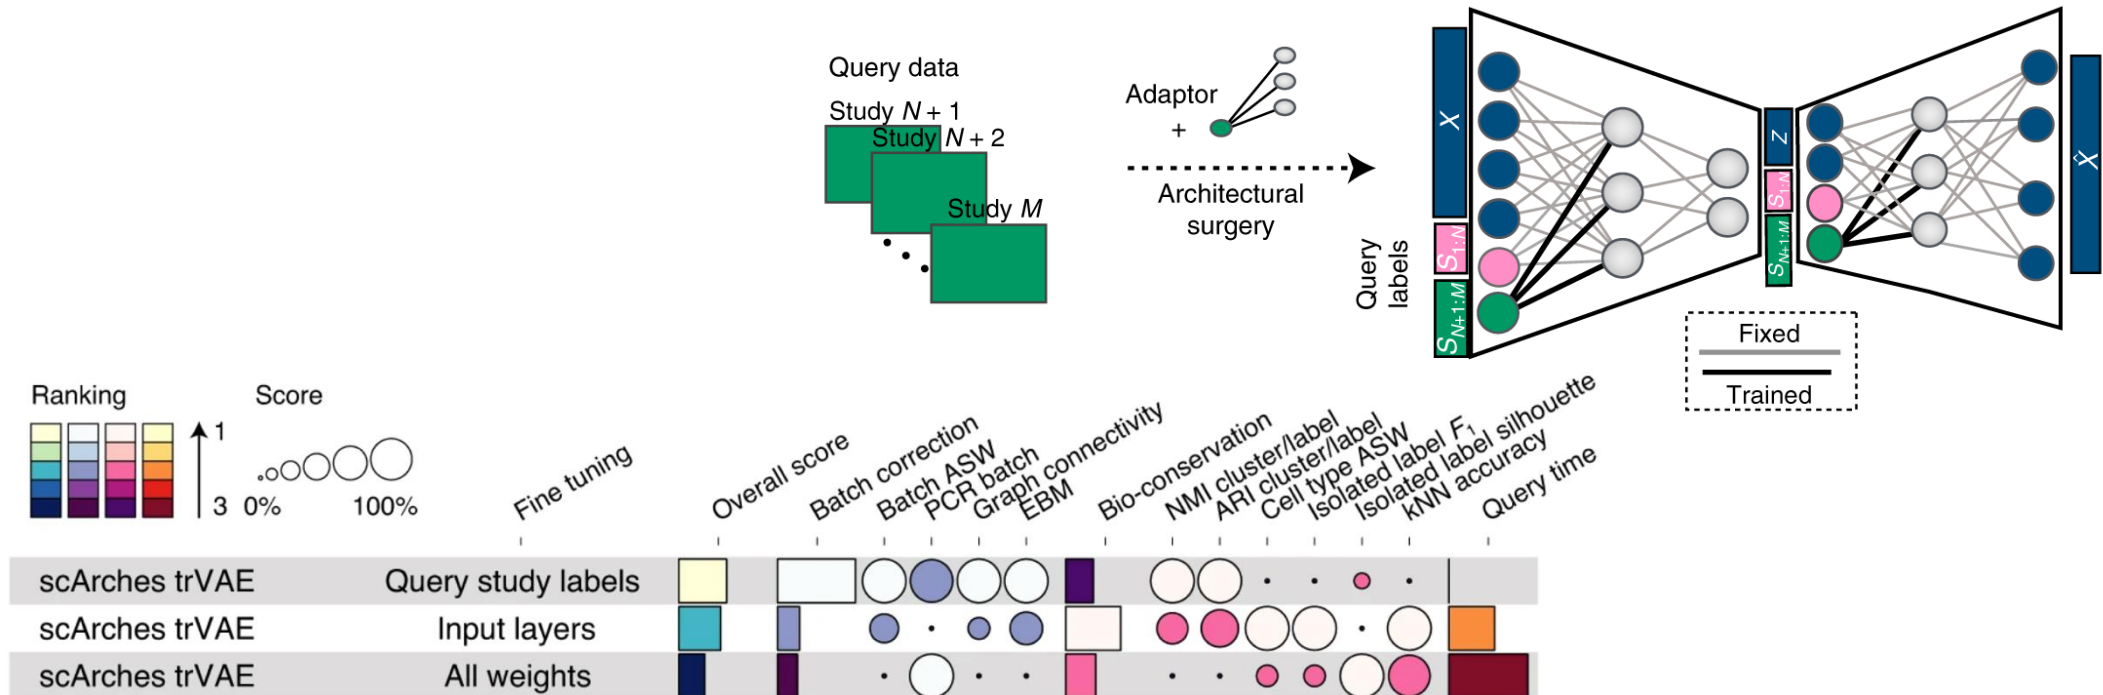 Query data
Study N + 1
Study N + 2
Study M
Adaptor
+
Architectural
surgery
Query
labels
X
S1:N
SN+1:M
Z
S1:N
SN+1:M
X̂
Fixed
Trained
Ranking
1
3
Score
0%
100%
Fine tuning
Overall score
Batch correction
Batch ASW
PCR batch
Graph connectivity
EBM
Bio-conservation
NMI cluster/label
ARI cluster/label
Cell type ASW
Isolated label F1
Isolated label silhouette
kNN accuracy
Query time
scArches trVAE Query study labels
scArches trVAE Input layers
scArches trVAE All weights